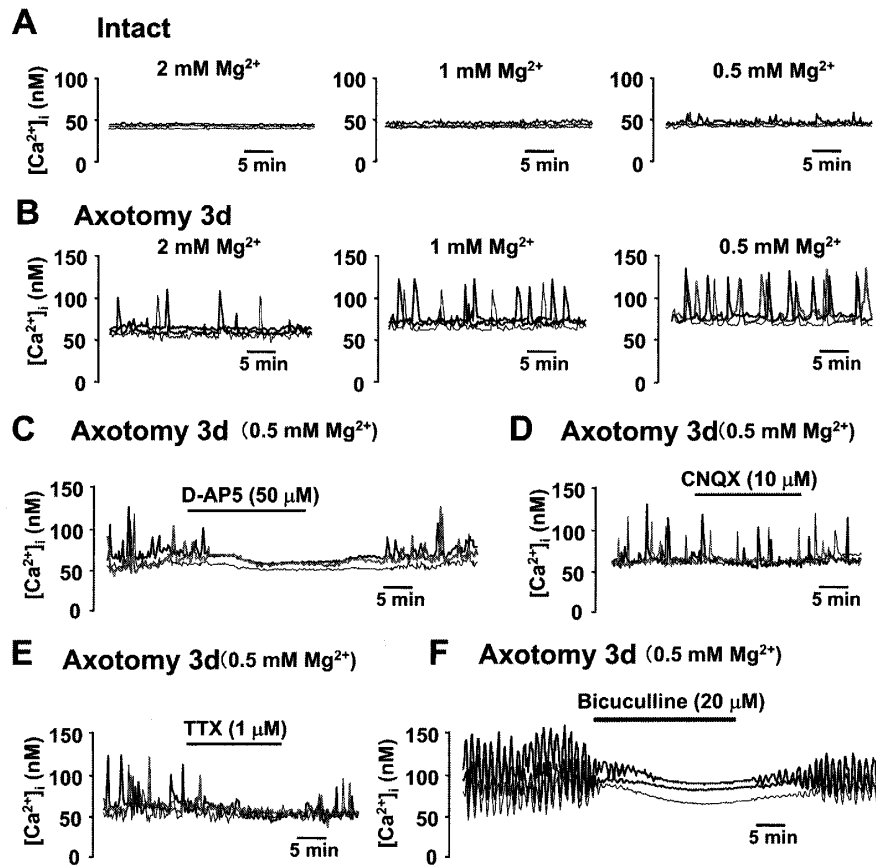 A Intact
2 mM Mg2+ 1 mM Mg2+ 0.5 mM Mg2+
[Ca2+]i (nM)
100 100 100
50 50 50
0 0 0
5 min 5 min 5 min
B Axotomy 3d
2 mM Mg2+ 1 mM Mg2+ 0.5 mM Mg2+
[Ca2+]i (nM)
150 150 150
100 100 100
50 50 50
0 0 0
5 min 5 min 5 min
C Axotomy 3d (0.5 mM Mg2+)
D-AP5 (50 μM)
[Ca2+]i (nM)
150
100
50
0
5 min
D Axotomy 3d(0.5 mM Mg2+)
CNQX (10 μM)
[Ca2+]i (nM)
150
100
50
0
5 min
E Axotomy 3d(0.5 mM Mg2+)
TTX (1 μM)
[Ca2+]i (nM)
150
100
50
0
5 min
F Axotomy 3d (0.5 mM Mg2+)
Bicuculline (20 μM)
[Ca2+]i (nM)
150
100
50
0
5 min